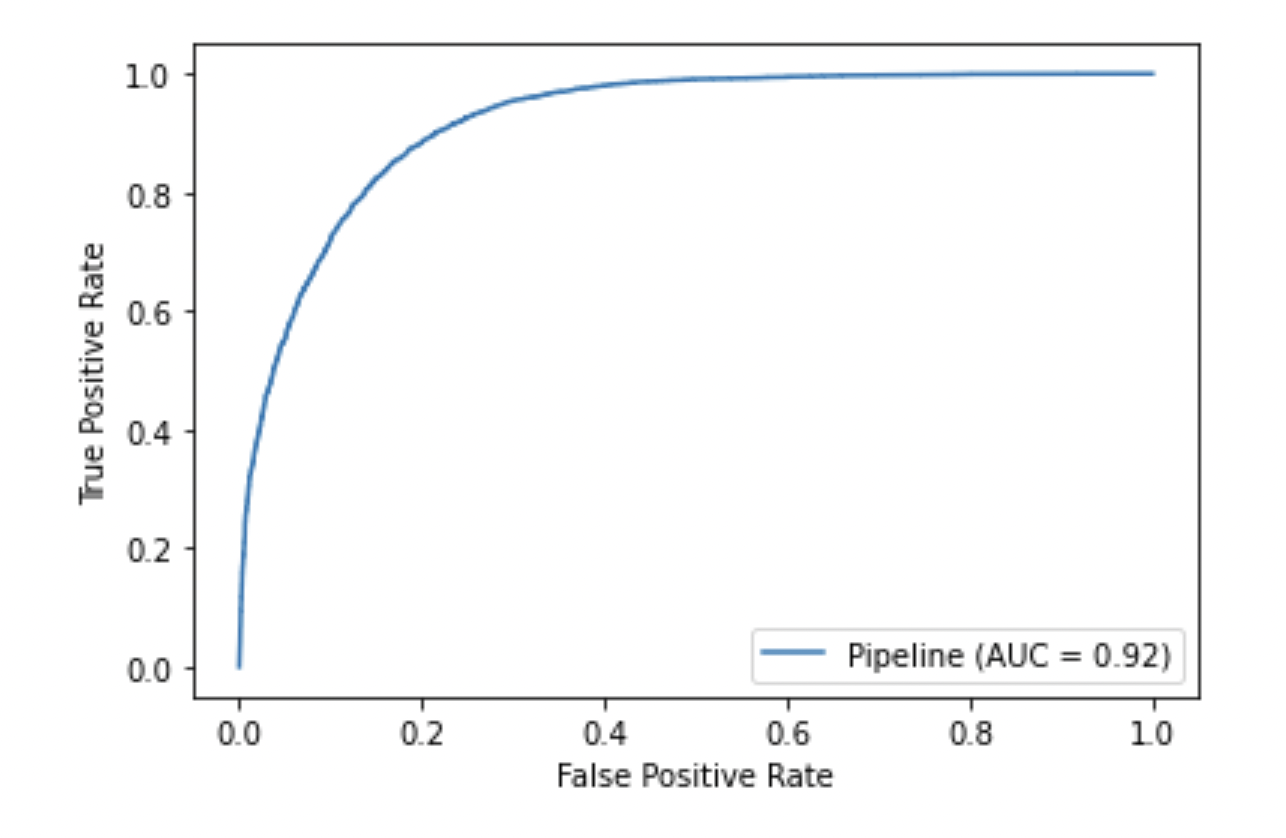 True Positive Rate
1.0
0.8
0.6
0.4
0.2
0.0
Pipeline (AUC = 0.92)
0.0 0.2 0.4 0.6 0.8 1.0
False Positive Rate